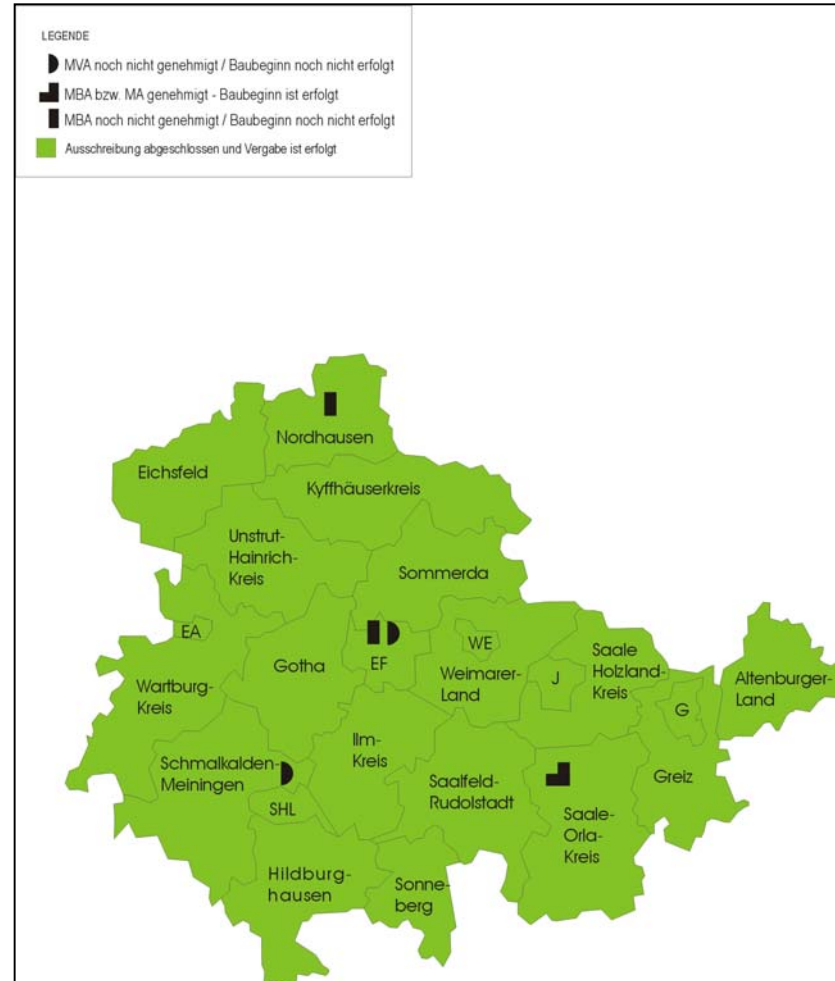 LEGENDE
MVA noch nicht genehmigt / Baubeginn noch nicht erfolgt
MBA bzw. MA genehmigt - Baubeginn ist erfolgt
MBA noch nicht genehmigt / Baubeginn noch nicht erfolgt
Ausschreibung abgeschlossen und Vergabe ist erfolgt
Nordhausen
Eichsfeld
Kyffhäuserkreis
Unstrut-
Hainrich-
Kreis
Sommerda
EA
EF
WE
Gotha
Weimarer-
Land
J
Saale
Holzland-
Kreis
G
Altenburger-
Land
Wartburg-
Kreis
Ilm-
Kreis
Schmalkalden-
Meiningen
SHL
Saalfeld-
Rudolstadt
Saale-
Orla-
Kreis
Greiz
Hildburg-
hausen
Sonne-
berg